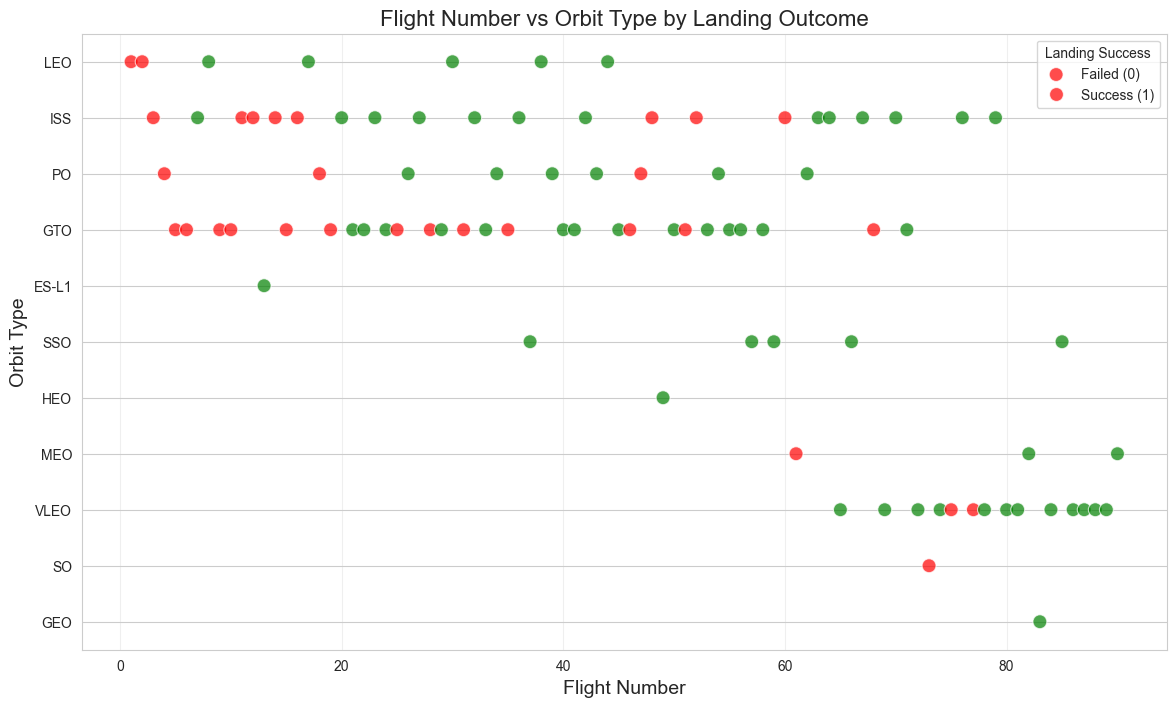 Flight Number vs Orbit Type by Landing Outcome
Landing Success
Failed (0)
Success (1)
Orbit Type
LEO
ISS
PO
GTO
ES-L1
SSO
HEO
MEO
VLEO
SO
GEO
0 20 40 60 80
Flight Number